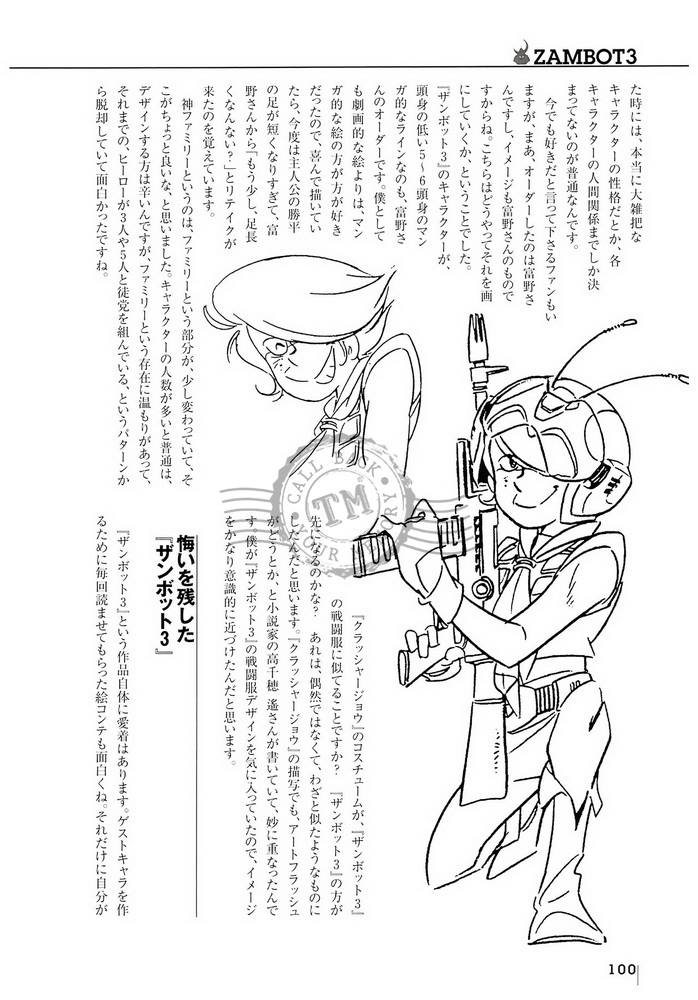 ZAMBOT3
た時には、本当に大雑把な
キャラクターの性格だとか、各
キャラクターの人間関係までしか決
まってないのが普通なんです。
今でも好きだと言って下さるファンもい
ますが、まあ、オーダーしたのは富野さ
んですし、イメージも富野さんのもので
すからね。こちらはどうやってそれを画
にしていくか、ということでした。
『ザンボット3』のキャラクターが、
頭身の低い5～6頭身のマン
ガ的なラインなのも、富野さ
んのオーダーです。僕として
も劇画的な絵よりは、マン
ガ的な絵の方が方が好き
だったので、喜んで描いてい
たら、今度は主人公の勝平
の足が短くなりすぎて、富
野さんから「もう少し、足長
くなんない？」とリテイクが
来たのを覚えています。
神ファミリーというのは、ファミリーという部分が、少し変わっていて、そ
こがちょっと良いな、と思いました。キャラクターの人数が多いと普通は、
デザインする方は辛いんですが、ファミリーという存在に温もりがあって、
それまでの、ヒーローが3人や5人と徒党を組んでいる、というパターンか
ら脱却していて面白かったですね。
『クラッシャージョウ』のコスチュームが、『ザンボット3』
の戦闘服に似てることですか？　『ザンボット3』の方が
先になるのかな？　あれは、偶然ではなくて、わざと似たようなものに
したんだと思います。『クラッシャージョウ』の描写でも、アートフラッシュ
がどうとか、と小説家の高千穂 遙さんが書いていて、妙に重なったんで
す。僕が『ザンボット3』の戦闘服デザインを気に入っていたので、イメージ
をかなり意識的に近づけたんだと思います。
悔いを残した
『ザンボット3』
『ザンボット3』という作品自体に愛着はあります。ゲストキャラを作
るために毎回読ませてもらった絵コンテも面白くね。それだけに自分が
CALL BACK
TM
YOUR
100